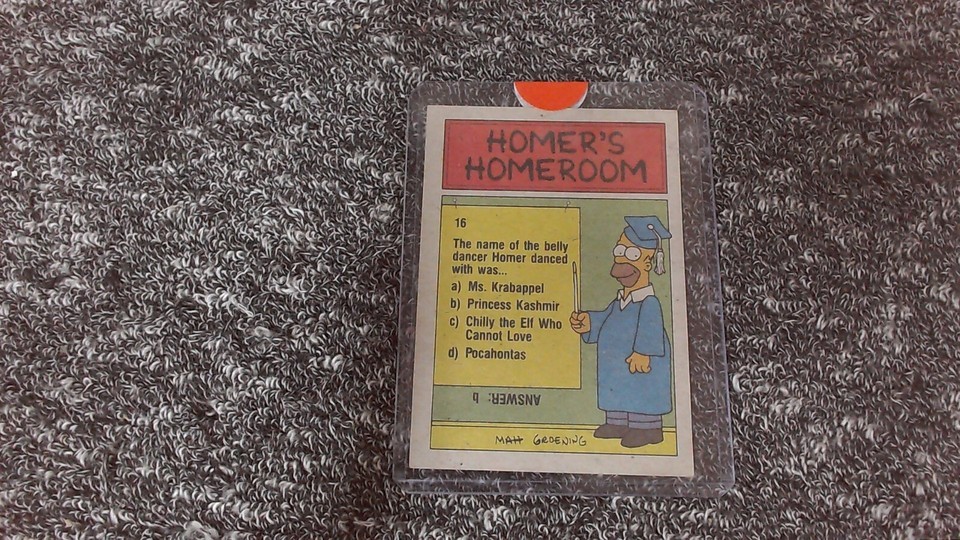 HOMER'S
HOMEROOM
16
The name of the belly
dancer Homer danced
with was...
a) Ms. Krabappel
b) Princess Kashmir
c) Chilly the Elf Who
Cannot Love
d) Pocahontas
ANSWER: b
MATT GROENING